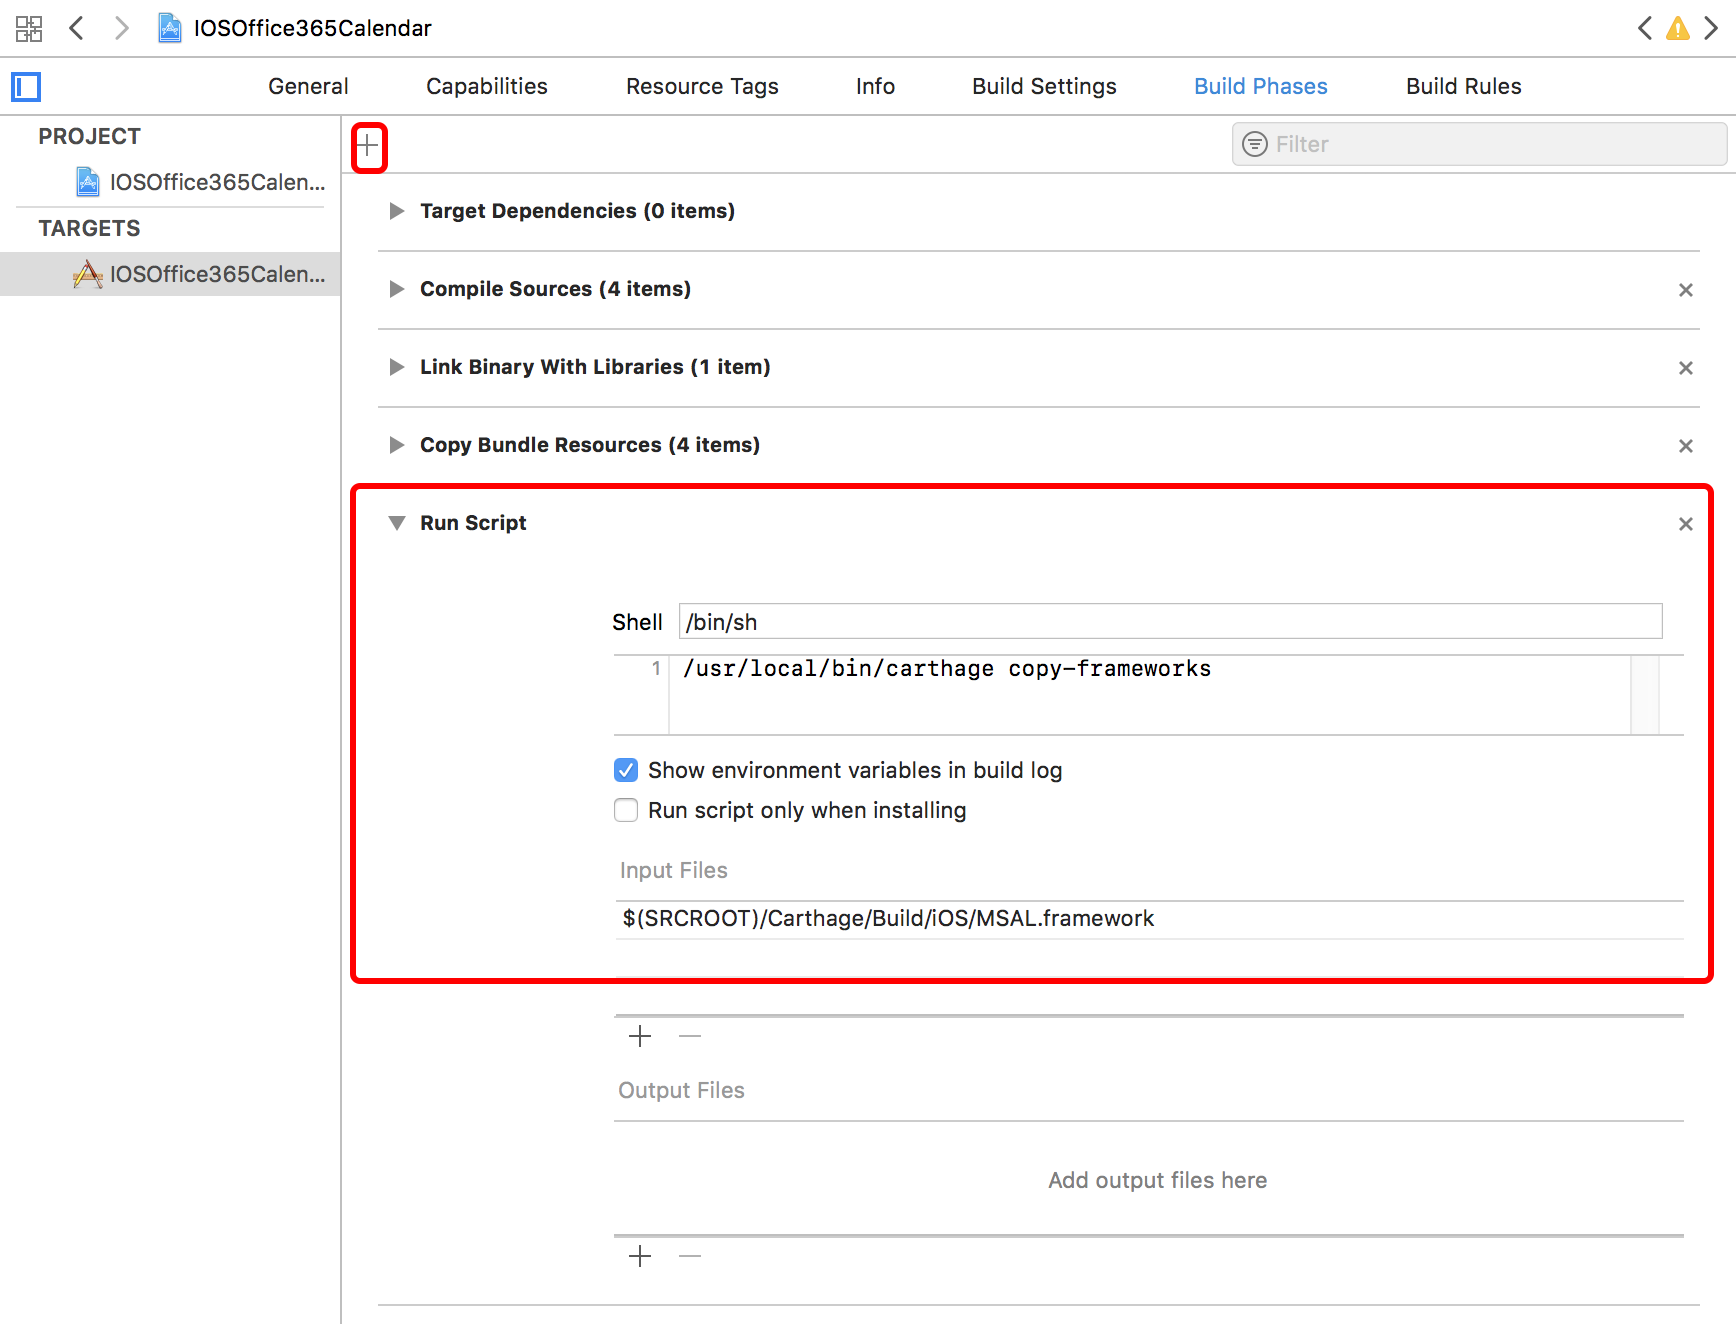 IOSOffice365Calendar
General Capabilities Resource Tags Info Build Settings Build Phases Build Rules
PROJECT
IOSOffice365Calen...
TARGETS
IOSOffice365Calen...
Filter
Target Dependencies (0 items)
Compile Sources (4 items)
Link Binary With Libraries (1 item)
Copy Bundle Resources (4 items)
Run Script
Shell /bin/sh
1 /usr/local/bin/carthage copy-frameworks
Show environment variables in build log
Run script only when installing
Input Files
$(SRCROOT)/Carthage/Build/iOS/MSAL.framework
Output Files
Add output files here